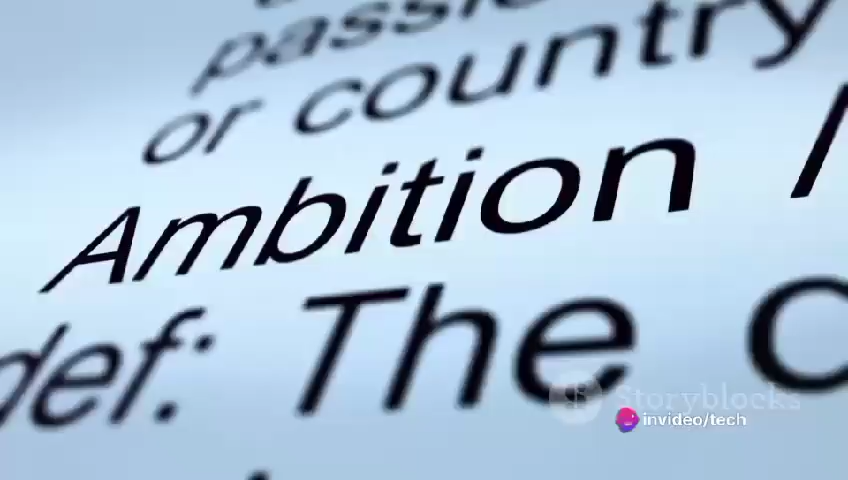 or country
Ambition
def: The
Storyblocks
invideo/tech